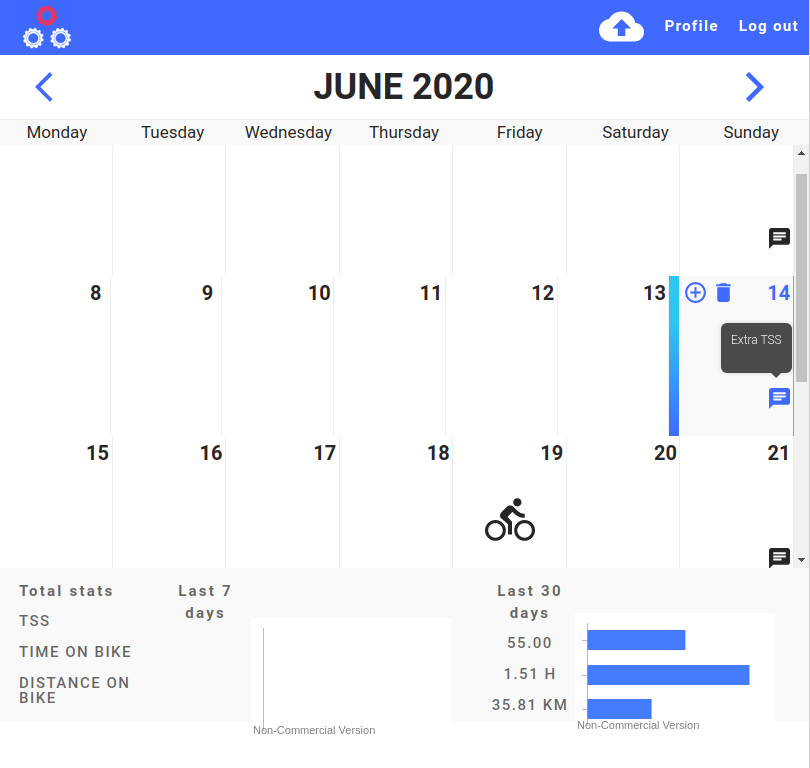 Profile Log out
JUNE 2020
Monday Tuesday Wednesday Thursday Friday Saturday Sunday
8 9 10 11 12 13 14
Extra TSS
15 16 17 18 19 20 21
Total stats
TSS
TIME ON BIKE
DISTANCE ON
BIKE
Last 7
days
Non-Commercial Version
Last 30
days
55.00
1.51 H
35.81 KM
Non-Commercial Version